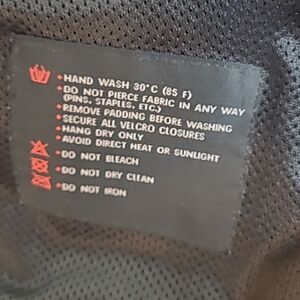 •HAND WASH 30°C (85 F)
•DO NOT PIERCE FABRIC IN ANY WAY
(PINS, STAPLES, ETC.)
•REMOVE PADDING BEFORE WASHING
•SECURE ALL VELCRO CLOSURES
•HANG DRY ONLY
•AVOID DIRECT HEAT OR SUNLIGHT
•DO NOT BLEACH
•DO NOT DRY CLEAN
•DO NOT IRON